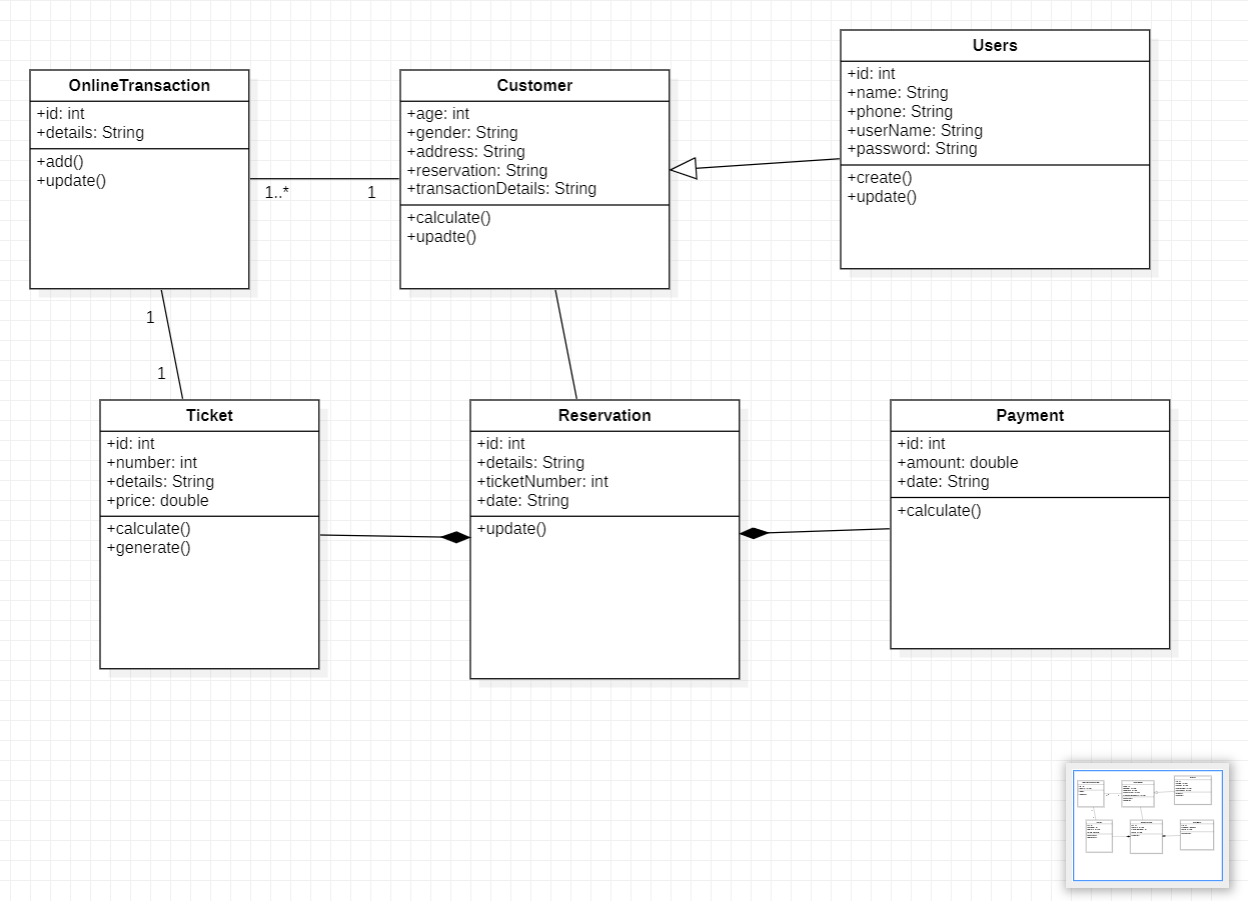 OnlineTransaction
+id: int
+details: String
+add()
+update()
Customer
+age: int
+gender: String
+address: String
+reservation: String
+transactionDetails: String
+calculate()
+upadte()
Users
+id: int
+name: String
+phone: String
+userName: String
+password: String
+create()
+update()
1..*
1
1
1
Ticket
+id: int
+number: int
+details: String
+price: double
+calculate()
+generate()
Reservation
+id: int
+details: String
+ticketNumber: int
+date: String
+update()
Payment
+id: int
+amount: double
+date: String
+calculate()